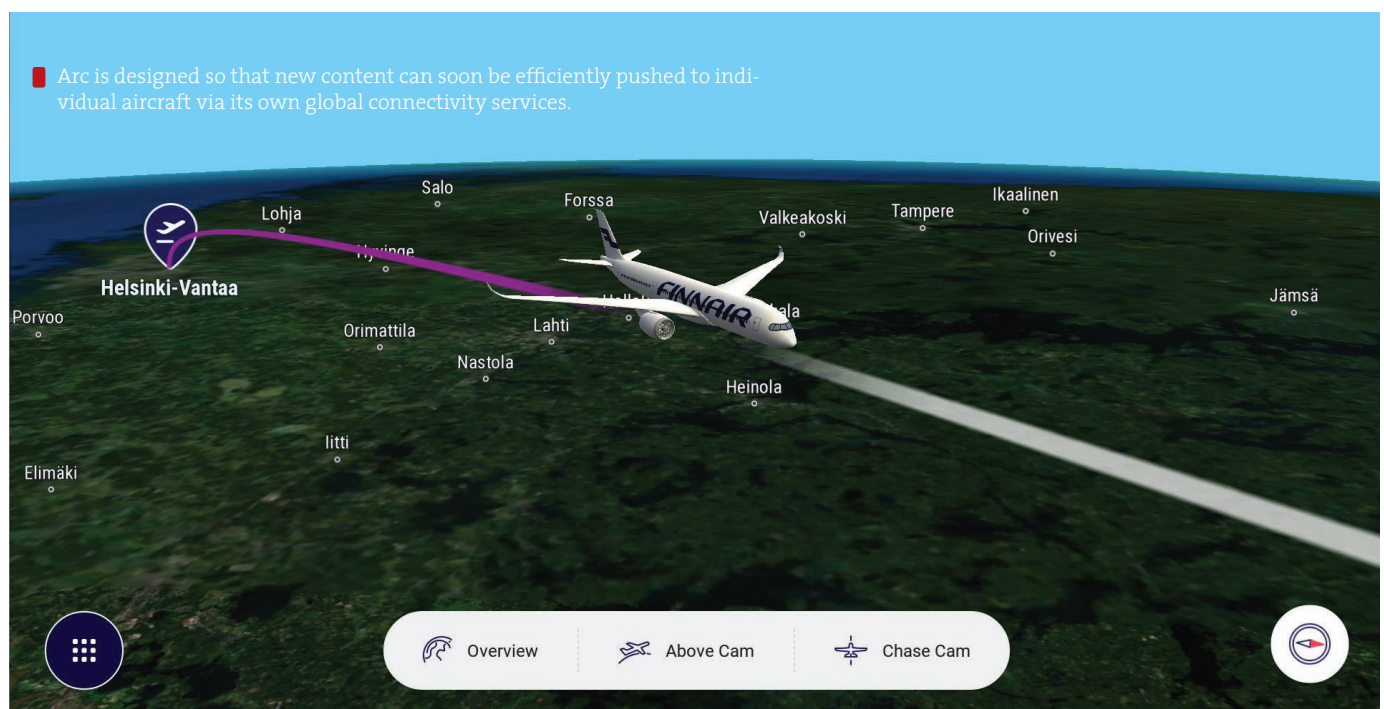 Arc is designed so that new content can soon be efficiently pushed to indi-
vidual aircraft via its own global connectivity services.
Salo
Ikaalinen
Forssa
Lohja
Valkeakoski
Tampere
Orivesi
Helsinki-Vantaa
Jämsä
Porvoo
FINNAIR
Orimattila
Lahti
Nastola
Heinola
Iitti
Elimäki
Overview
Above Cam
Chase Cam